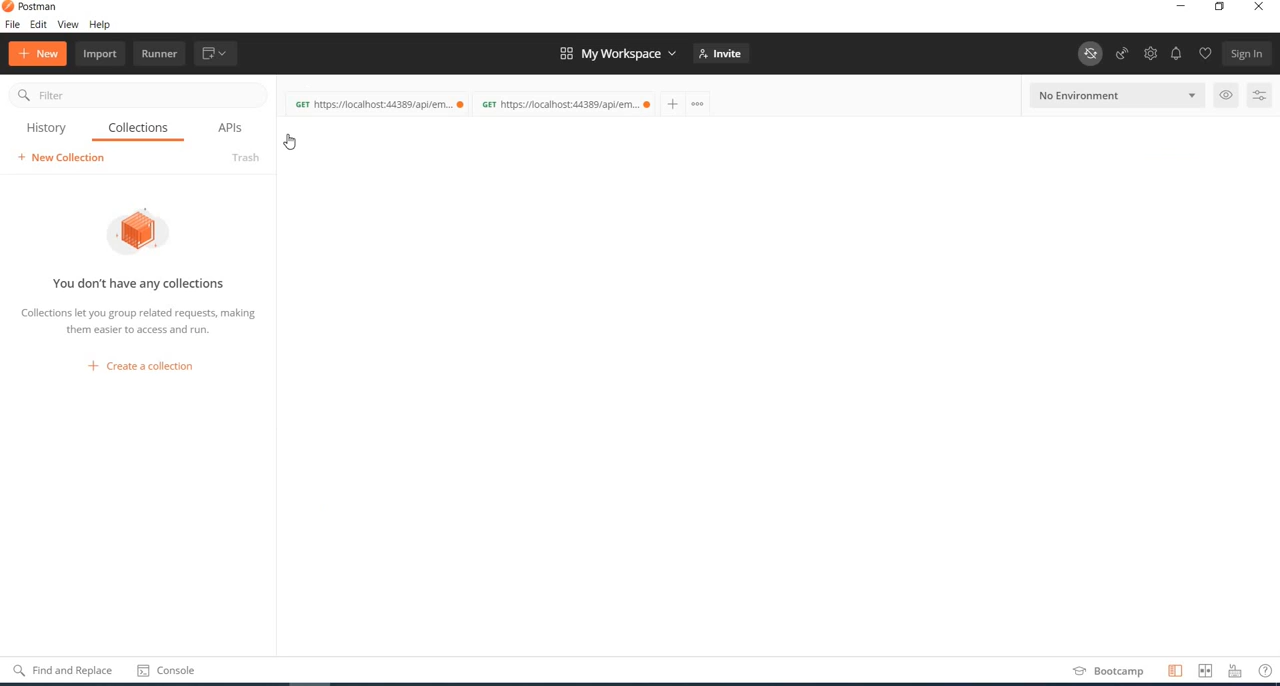 Postman
File Edit View Help
New Import Runner My Workspace Invite Sign In
Filter
GET https://localhost:44389/api/em... GET https://localhost:44389/api/em... No Environment
History Collections APIs
+ New Collection Trash
You don't have any collections
Collections let you group related requests, making
them easier to access and run.
+ Create a collection
Find and Replace Console Bootcamp